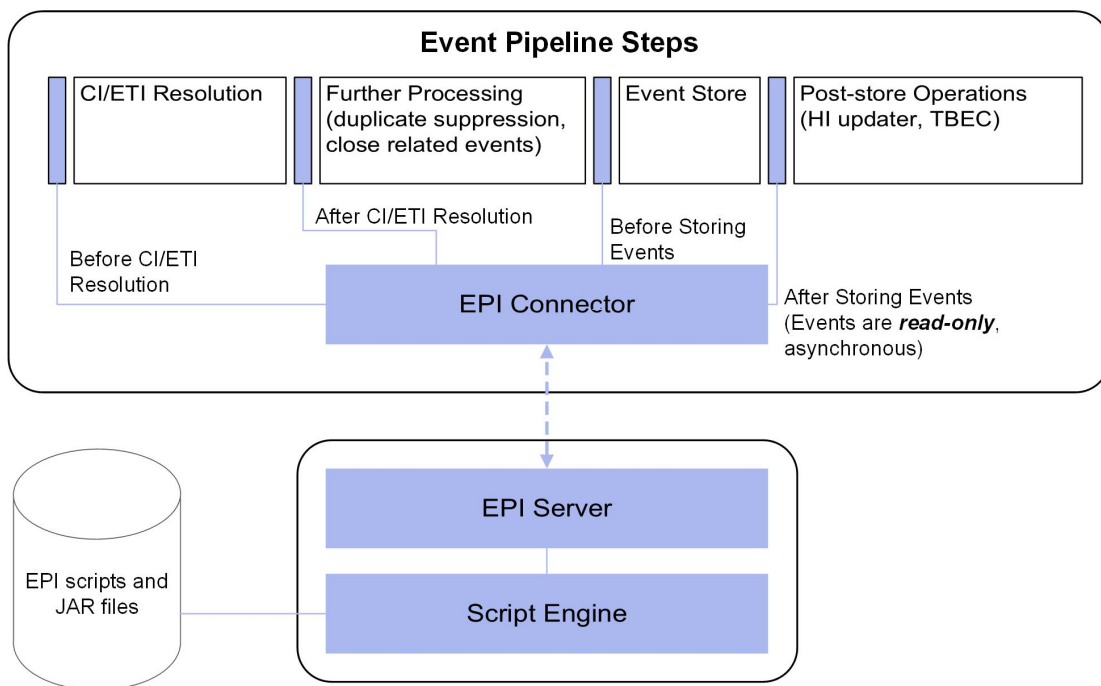 Event Pipeline Steps
CI/ETI Resolution
Further Processing
(duplicate suppression,
close related events)
Event Store
Post-store Operations
(HI updater, TBEC)
Before CI/ETI
Resolution
After CI/ETI Resolution
Before Storing
Events
After Storing Events
(Events are read-only,
asynchronous)
EPI Connector
EPI Server
Script Engine
EPI scripts and
JAR files